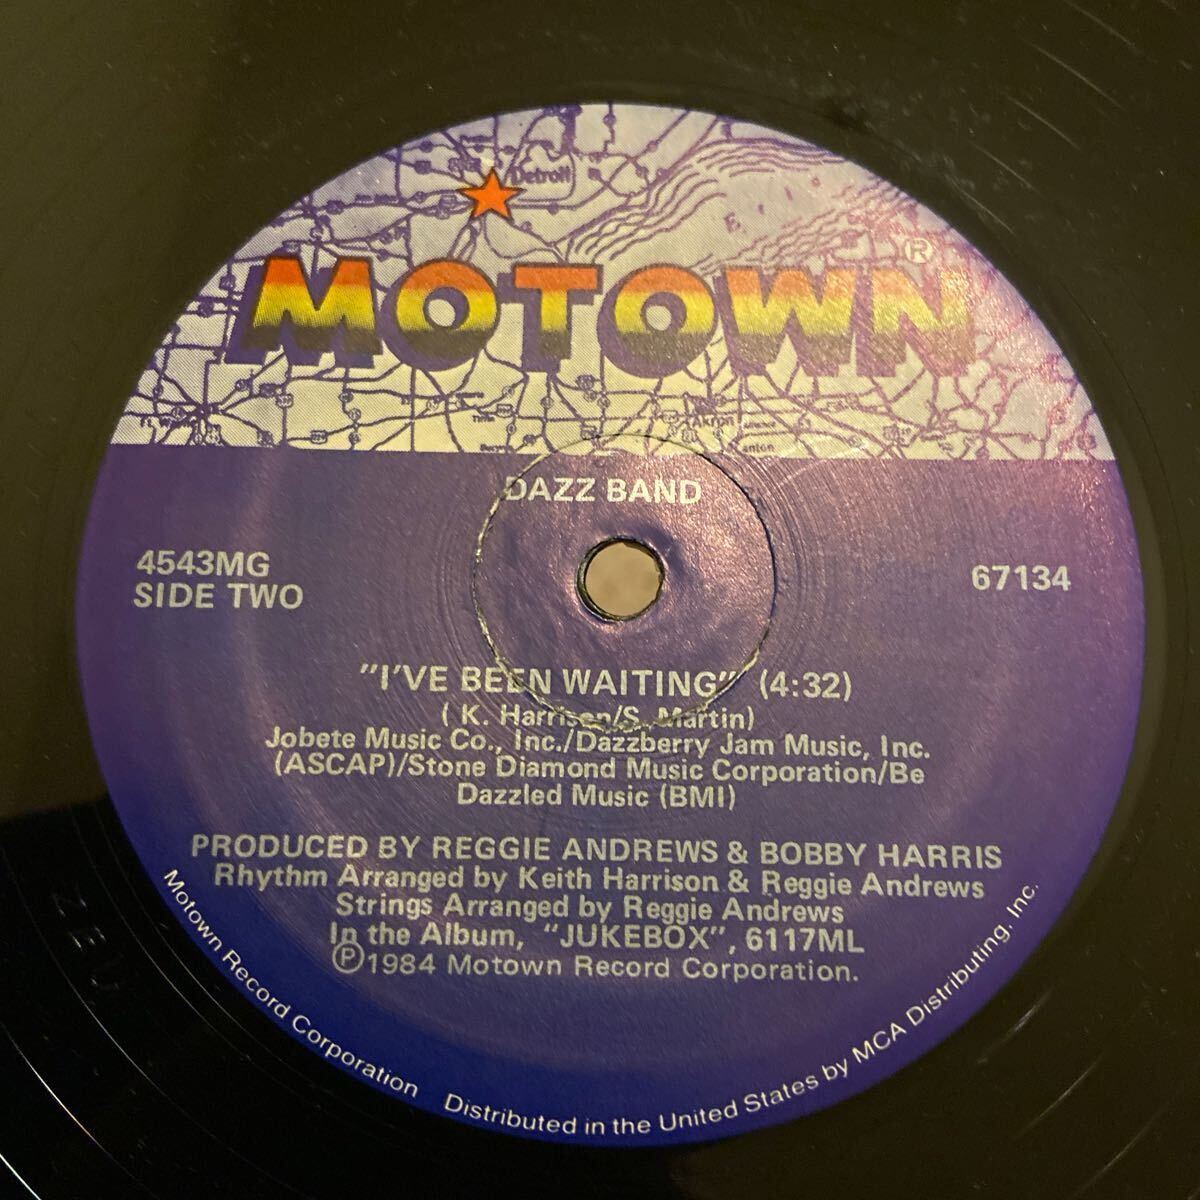 Detroit
Erie
MOTOWN®
Akron
DAZZ BAND
4543MG
SIDE TWO
67134
"I'VE BEEN WAITING" (4:32)
( K. Harrison/S. Martin)
Jobete Music Co., Inc./Dazzberry Jam Music, Inc.
(ASCAP)/Stone Diamond Music Corporation/Be
Dazzled Music (BMI)
PRODUCED BY REGGIE ANDREWS & BOBBY HARRIS
Rhythm Arranged by Keith Harrison & Reggie Andrews
Strings Arranged by Reggie Andrews
In the Album, "JUKEBOX", 6117ML
℗1984 Motown Record Corporation.
Motown Record Corporation
Distributed in the United States by MCA Distributing, Inc.